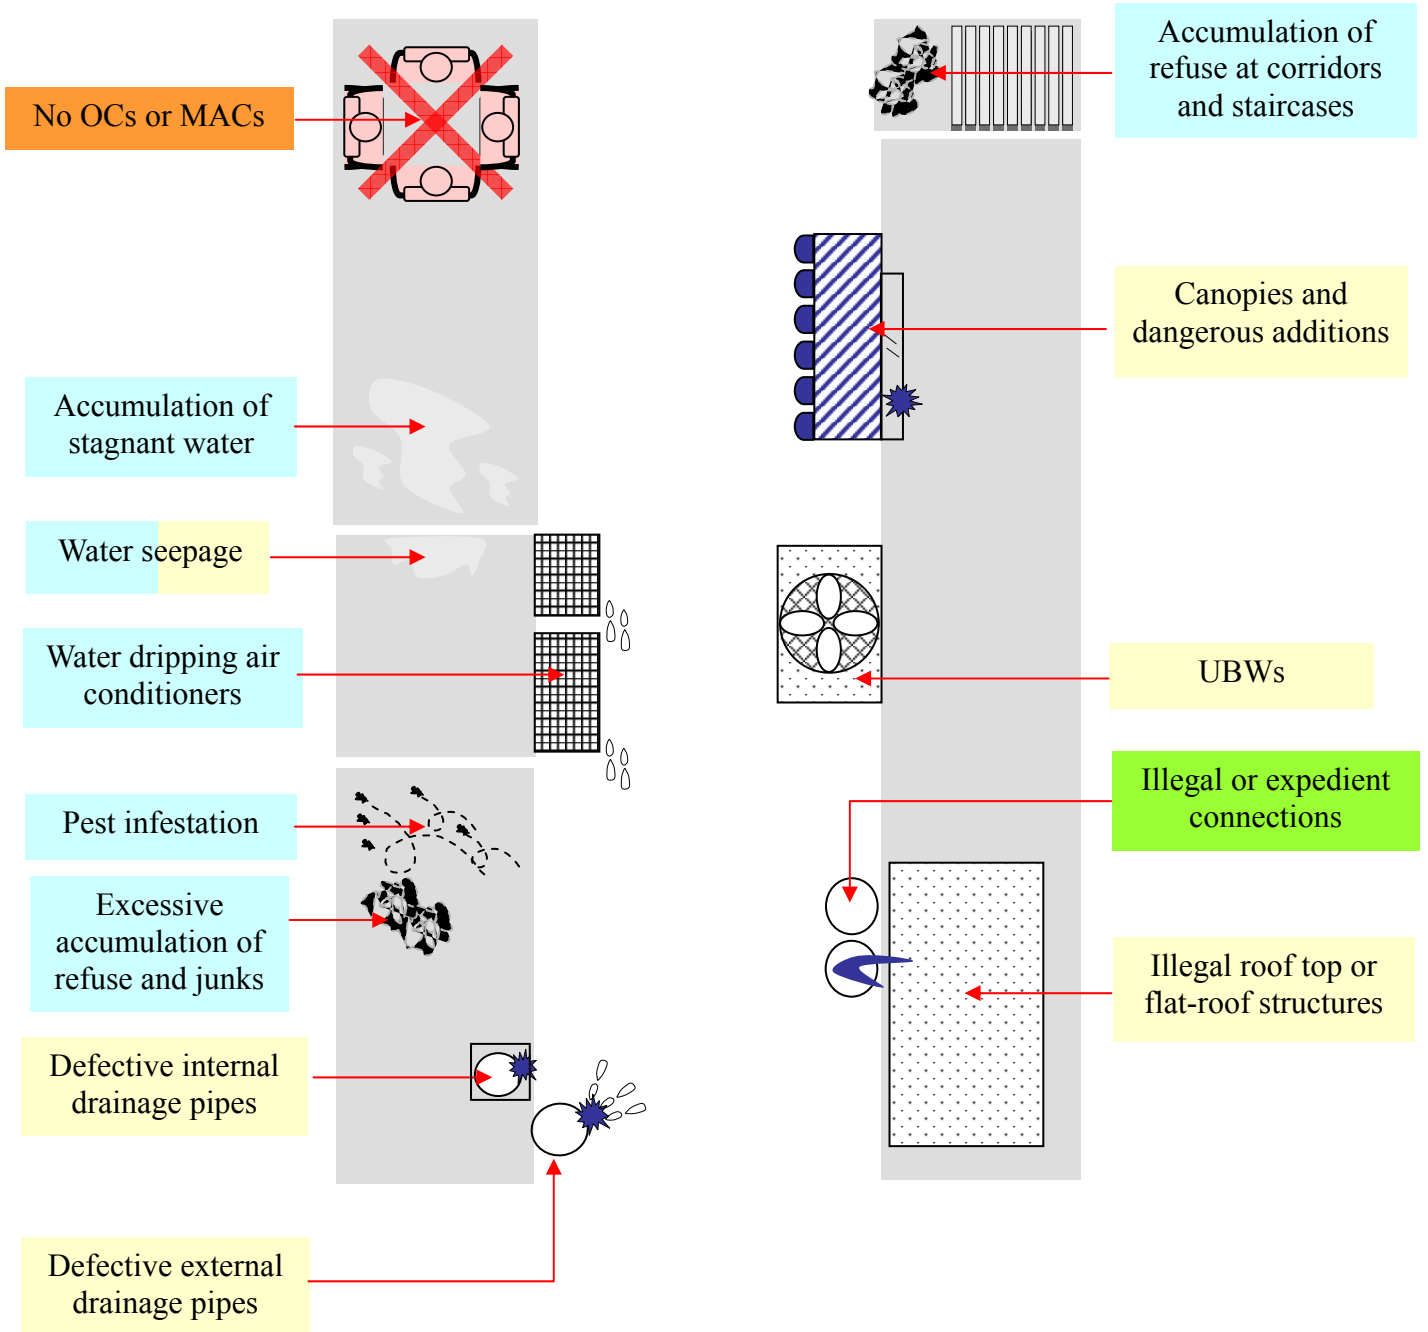 No OCs or MACs
Accumulation of
stagnant water
Water seepage
Water dripping air
conditioners
Pest infestation
Excessive
accumulation of
refuse and junks
Defective internal
drainage pipes
Defective external
drainage pipes
Accumulation of
refuse at corridors
and staircases
Canopies and
dangerous additions
UBWs
Illegal or expedient
connections
Illegal roof top or
flat-roof structures